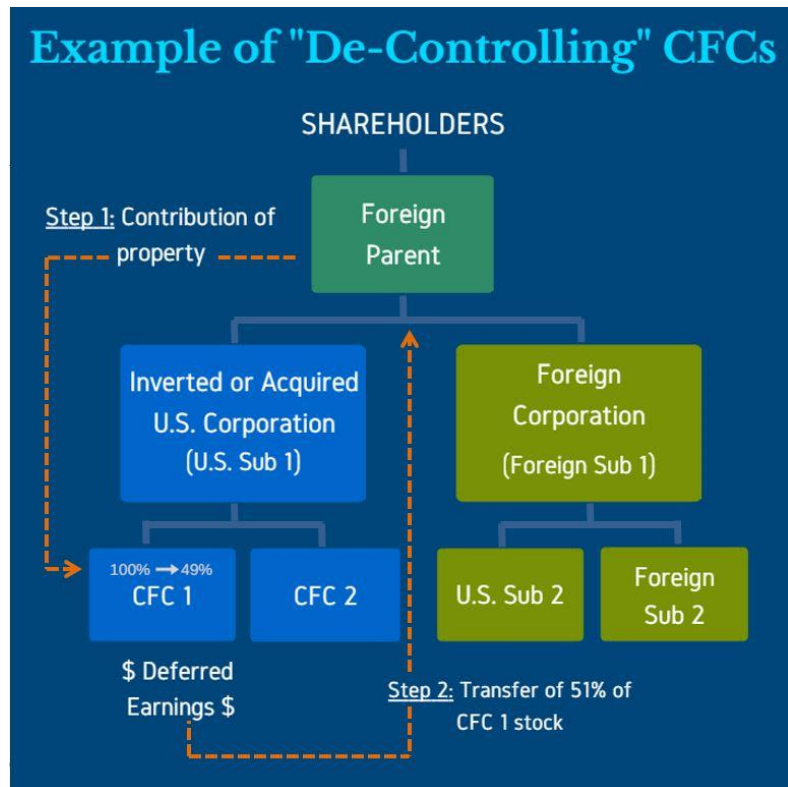 Example of "De-Controlling" CFCs
SHAREHOLDERS
Foreign
Parent
Step 1: Contribution of
property
Inverted or Acquired
U.S. Corporation
(U.S. Sub 1)
Foreign
Corporation
(Foreign Sub 1)
100% → 49%
CFC 1
CFC 2
U.S. Sub 2
Foreign
Sub 2
$ Deferred
Earnings $
Step 2: Transfer of 51% of
CFC 1 stock